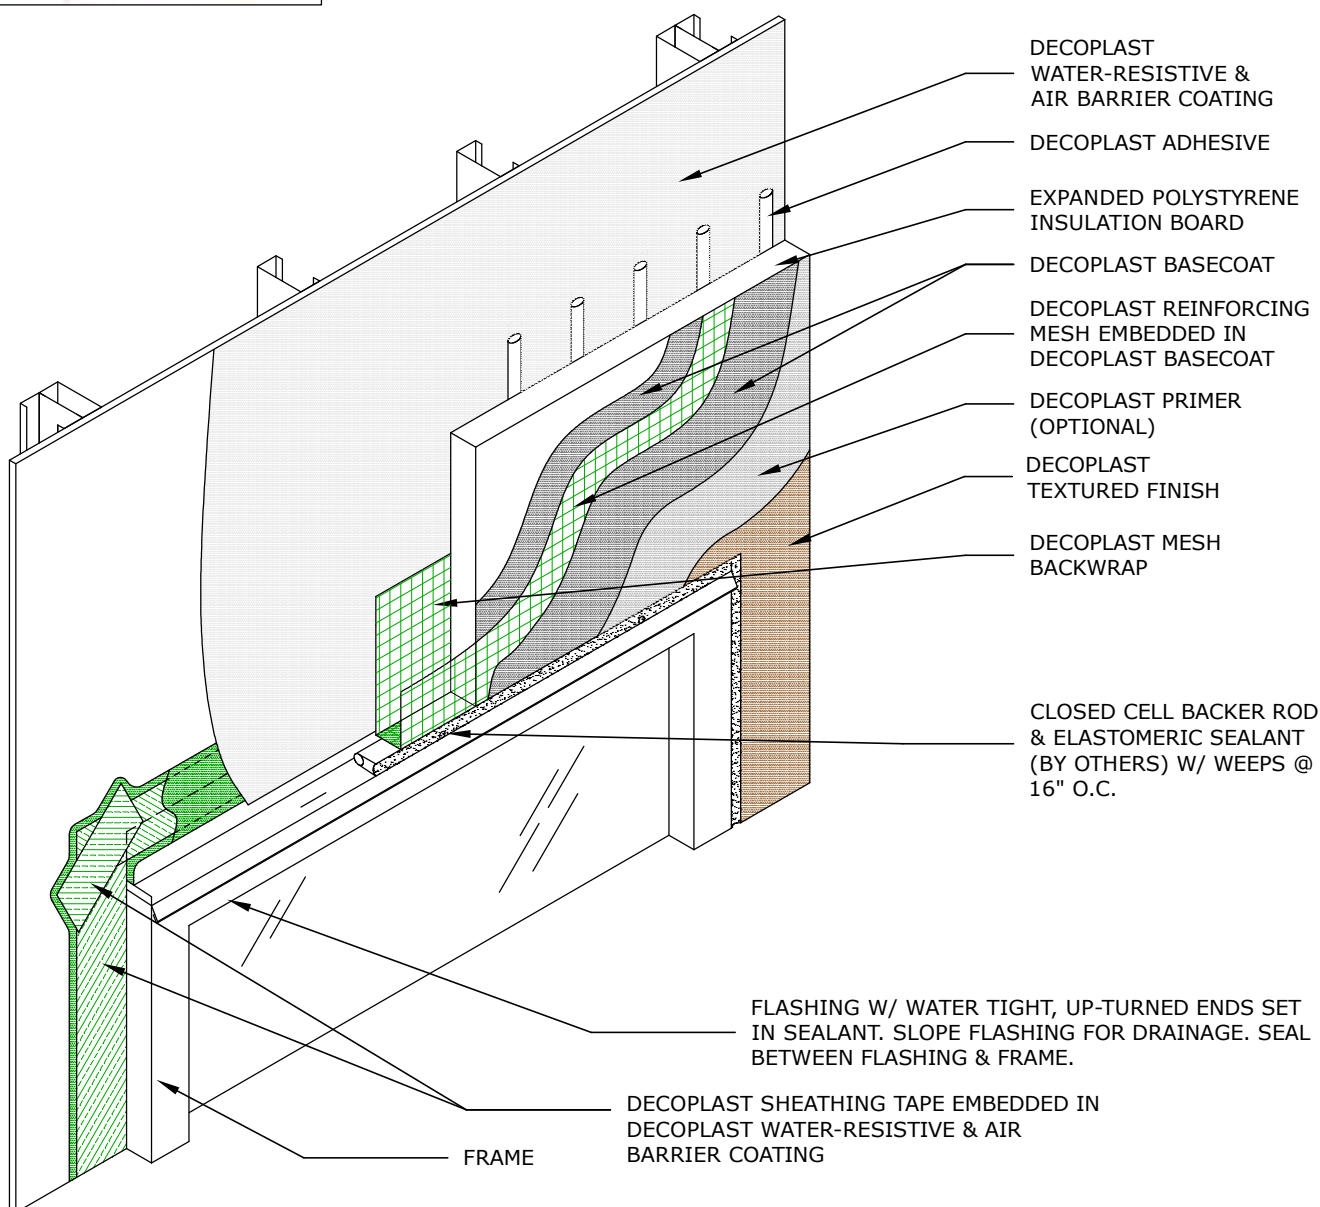 DECOPLAST
WATER-RESISTIVE &
AIR BARRIER COATING
DECOPLAST ADHESIVE
EXPANDED POLYSTYRENE
INSULATION BOARD
DECOPLAST BASECOAT
DECOPLAST REINFORCING
MESH EMBEDDED IN
DECOPLAST BASECOAT
DECOPLAST PRIMER
(OPTIONAL)
DECOPLAST
TEXTURED FINISH
DECOPLAST MESH
BACKWRAP
CLOSED CELL BACKER ROD
& ELASTOMERIC SEALANT
(BY OTHERS) W/ WEEPS @
16" O.C.
FLASHING W/ WATER TIGHT, UP-TURNED ENDS SET
IN SEALANT. SLOPE FLASHING FOR DRAINAGE. SEAL
BETWEEN FLASHING & FRAME.
DECOPLAST SHEATHING TAPE EMBEDDED IN
DECOPLAST WATER-RESISTIVE & AIR
BARRIER COATING
FRAME